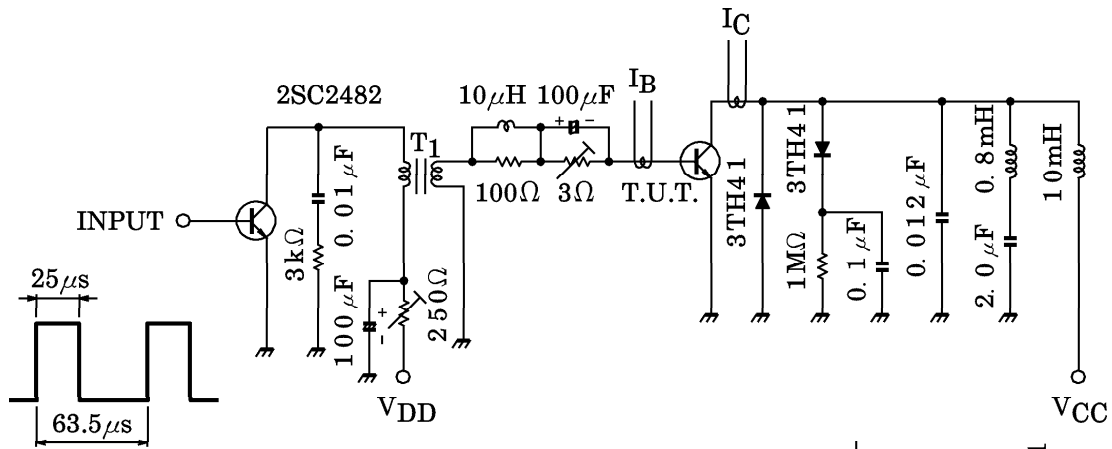 I_C
2SC2482
10μH 100μF
I_B
T1
+ −
100Ω
3Ω
T.U.T.
INPUT
3kΩ
0.01μF
3TH41
3TH41
1MΩ
0.1μF
0.012μF
0.8mH
2.0μF
10mH
25μs
100μF
+
-
250Ω
V_DD
V_CC
63.5μs